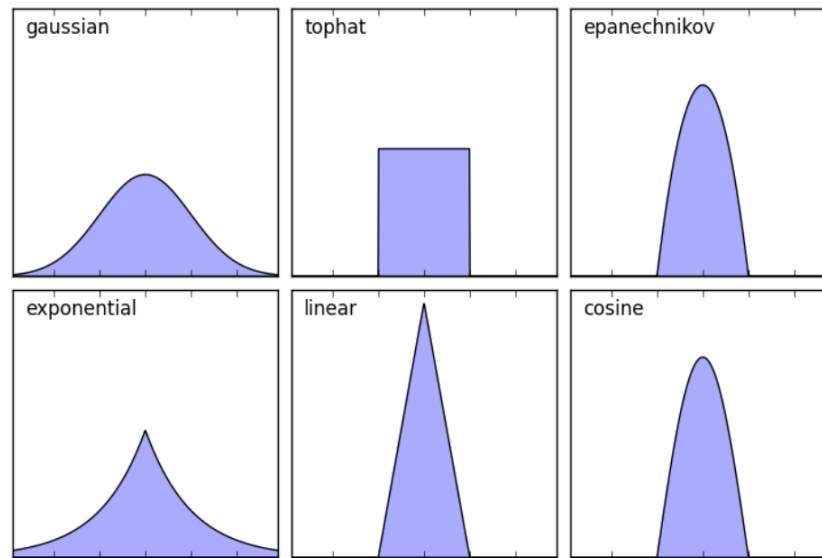 gaussian
tophat
epanechnikov
exponential
linear
cosine